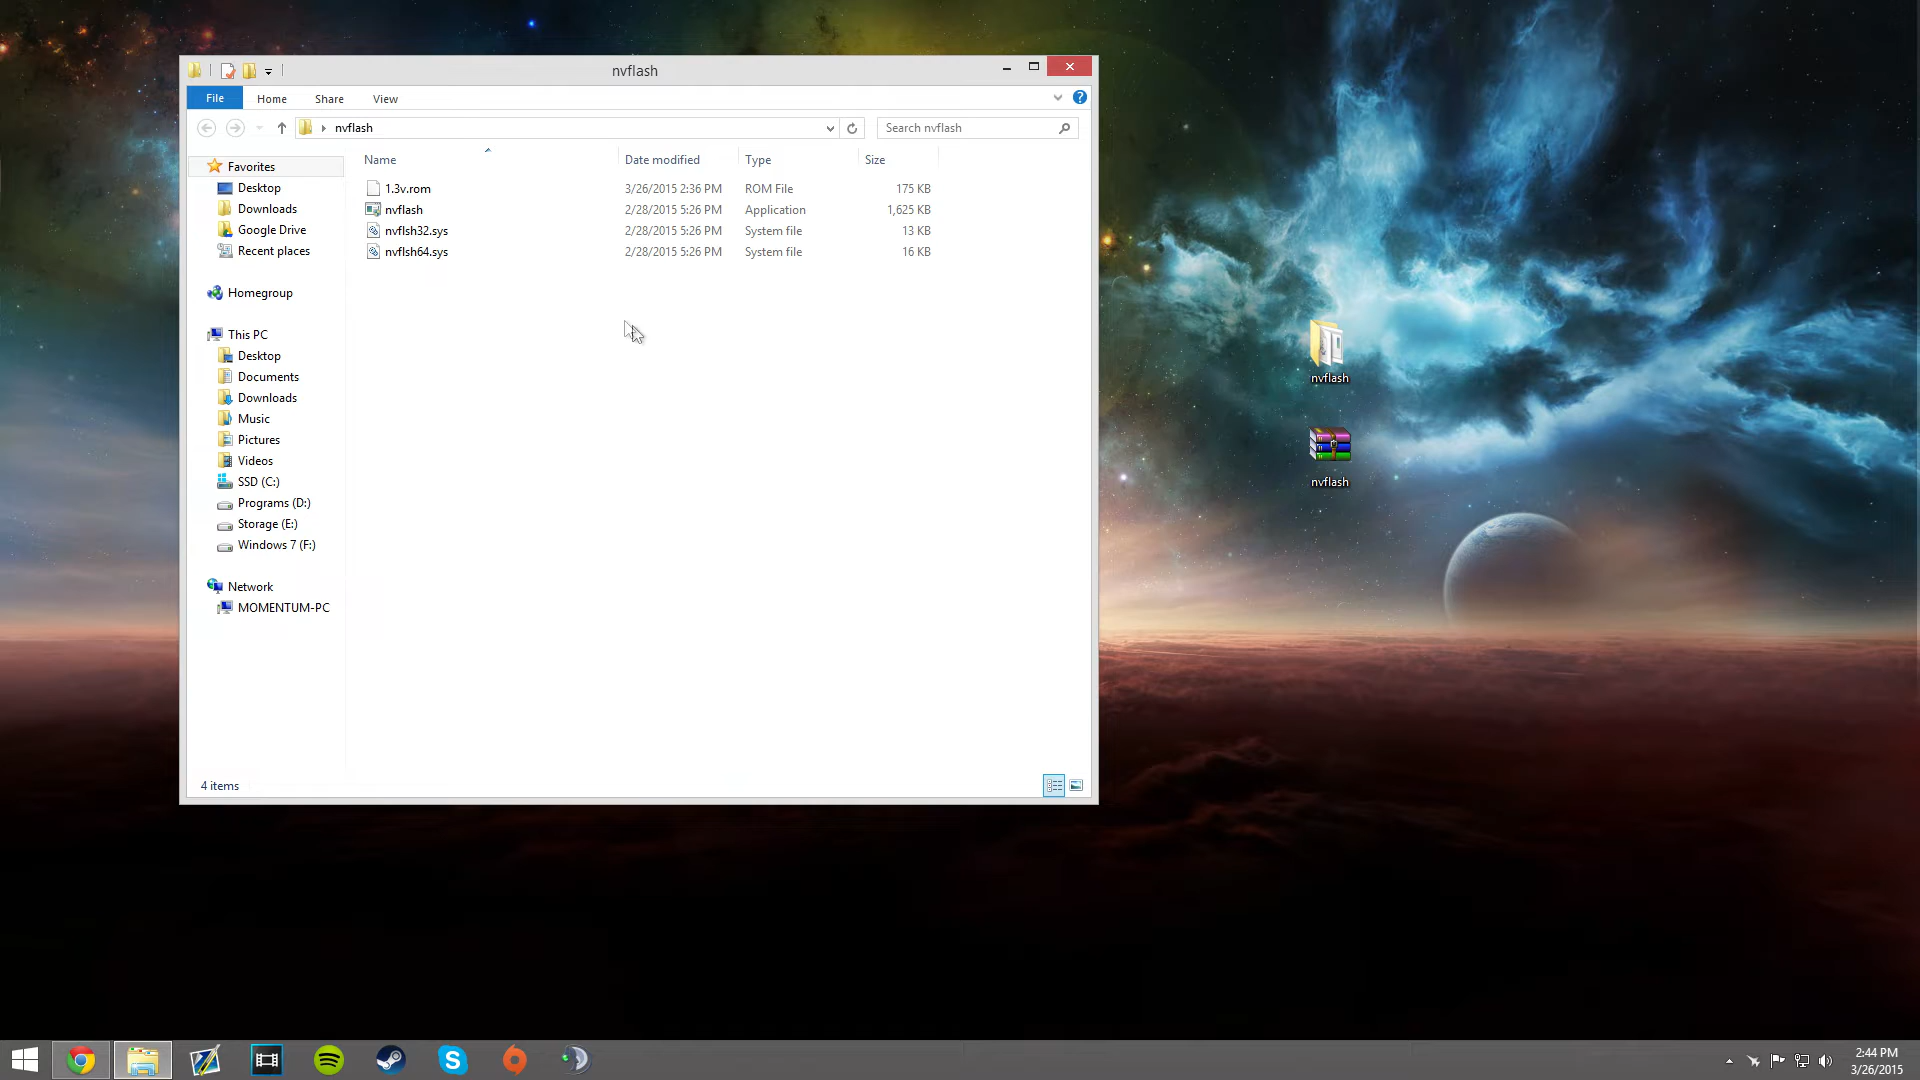 nvflash
File Home Share View
nvflash
Search nvflash
Name Date modified Type Size
1.3v.rom 3/26/2015 2:36 PM ROM File 175 KB
nvflash 2/28/2015 5:26 PM Application 1,625 KB
nvflsh32.sys 2/28/2015 5:26 PM System file 13 KB
nvflsh64.sys 2/28/2015 5:26 PM System file 16 KB
Favorites
Desktop
Downloads
Google Drive
Recent places
Homegroup
This PC
Desktop
Documents
Downloads
Music
Pictures
Videos
SSD (C:)
Programs (D:)
Storage (E:)
Windows 7 (F:)
Network
MOMENTUM-PC
4 items
nvflash
nvflash
2:44 PM
3/26/2015